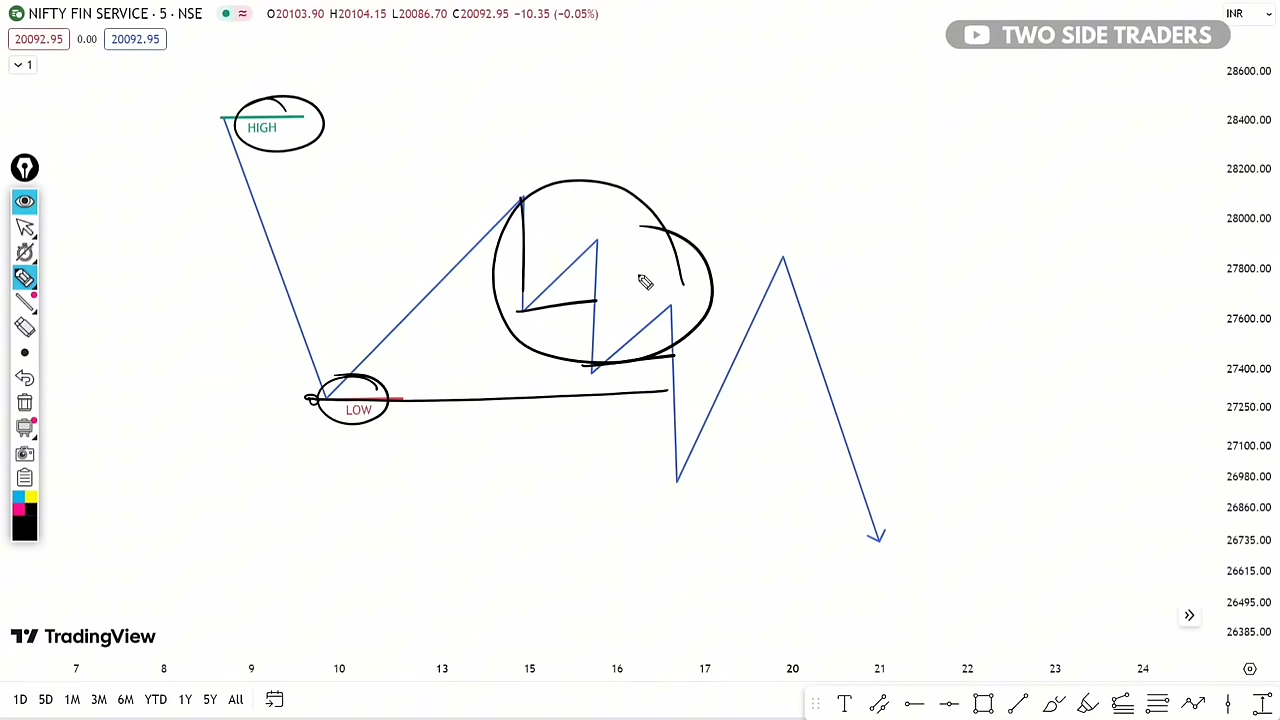 NIFTY FIN SERVICE · 5 · NSE O20103.90 H20104.15 L20086.70 C20092.95 −10.35 (−0.05%)
INR
20092.95 0.00 20092.95
TWO SIDE TRADERS
1
28600.00
HIGH
28400.00
28200.00
28000.00
27800.00
27600.00
27400.00
LOW
27250.00
27100.00
26980.00
26860.00
26735.00
26615.00
26495.00
26385.00
TradingView
7 8 9 10 13 15 16 17 20 21 22 23 24
1D 5D 1M 3M 6M YTD 1Y 5Y All